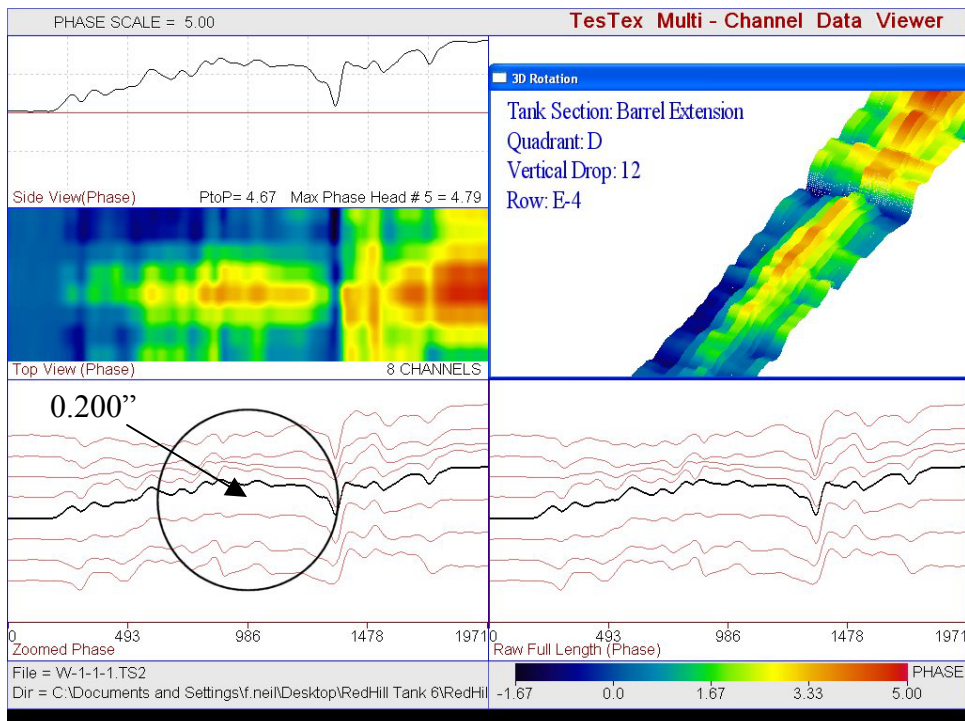 PHASE SCALE = 5.00
TesTex Multi - Channel Data Viewer
Side View(Phase) PtoP= 4.67 Max Phase Head # 5 = 4.79
3D Rotation
Tank Section: Barrel Extension
Quadrant: D
Vertical Drop: 12
Row: E-4
Top View (Phase) 8 CHANNELS
0.200”
0 493 986 1478 1971
Zoomed Phase
0 493 986 1478 1971
Raw Full Length (Phase)
File = W-1-1-1.TS2
Dir = C:\Documents and Settings\f.neil\Desktop\RedHill Tank 6\RedHil
PHASE
-1.67 0.0 1.67 3.33 5.00